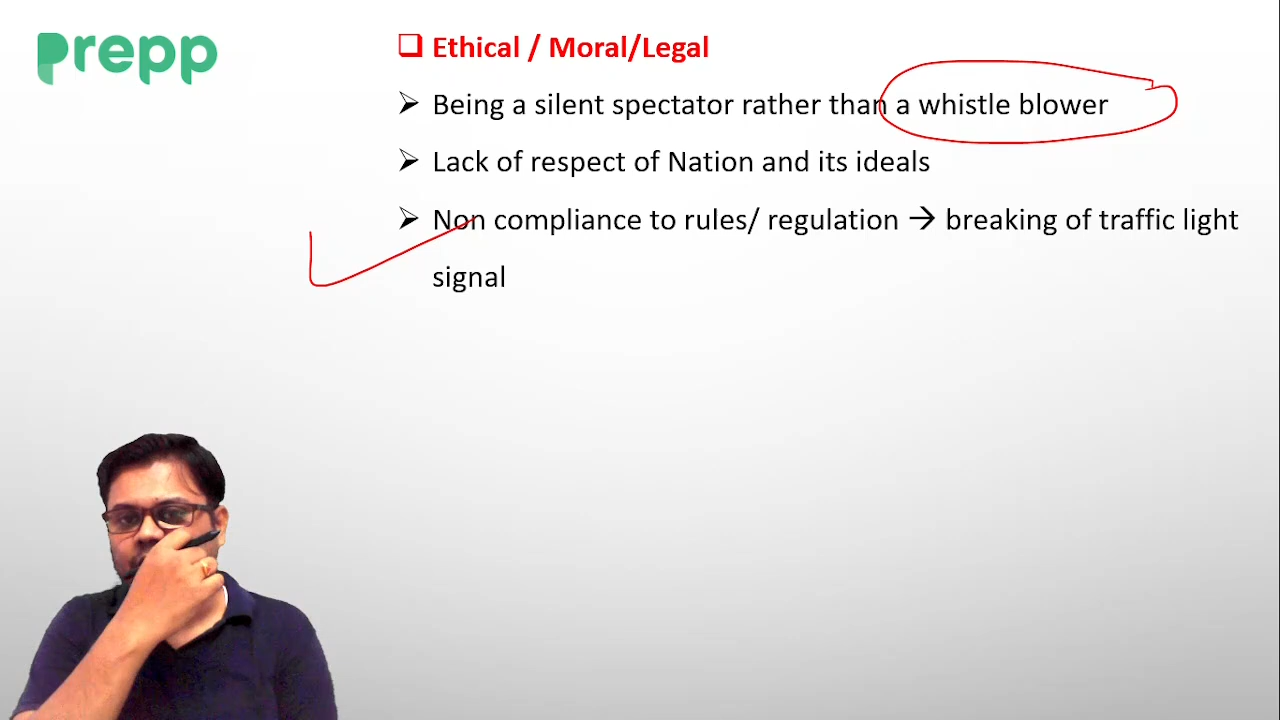 Prepp
❑ Ethical / Moral/Legal
➢ Being a silent spectator rather than a whistle blower
➢ Lack of respect of Nation and its ideals
➢ Non compliance to rules/ regulation → breaking of traffic light
signal